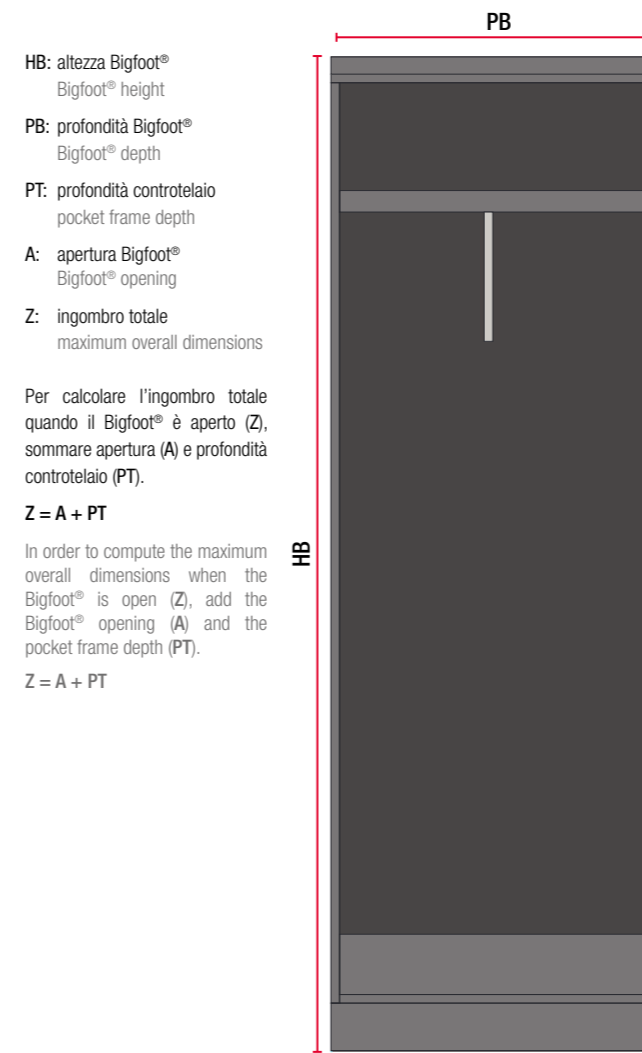 PB
HB: altezza Bigfoot®
Bigfoot® height
PB: profondità Bigfoot®
Bigfoot® depth
PT: profondità controtelaio
pocket frame depth
A: apertura Bigfoot®
Bigfoot® opening
Z: ingombro totale
maximum overall dimensions
Per calcolare l’ingombro totale
quando il Bigfoot® è aperto (Z),
sommare apertura (A) e profondità
controtelaio (PT).
Z = A + PT
In order to compute the maximum
overall dimensions when the
Bigfoot® is open (Z), add the
Bigfoot® opening (A) and the
pocket frame depth (PT).
Z = A + PT
HB